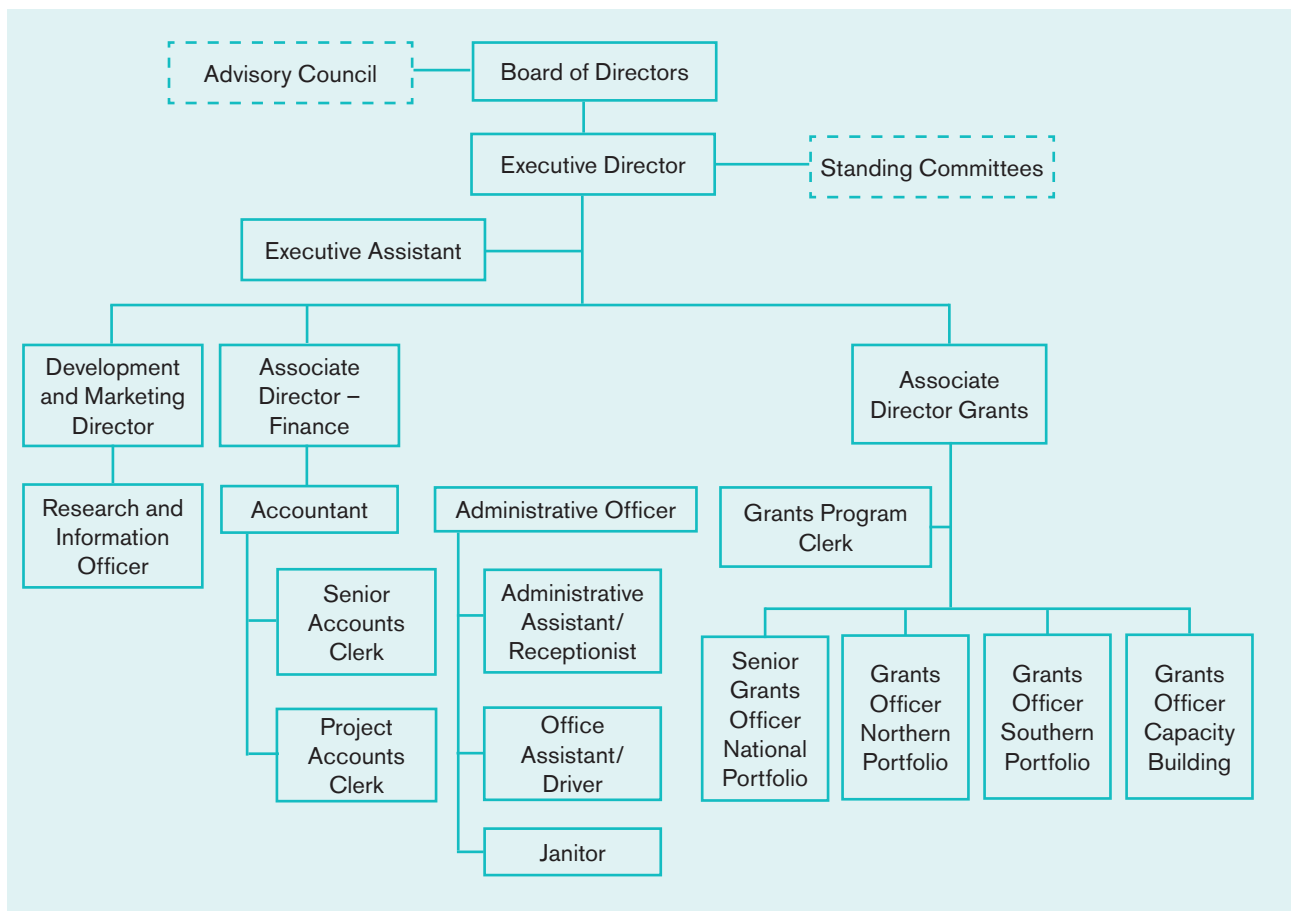 Advisory Council
Board of Directors
Executive Director
Standing Committees
Executive Assistant
Development
and Marketing
Director
Associate
Director –
Finance
Associate
Director Grants
Research and
Information
Officer
Accountant
Administrative Officer
Grants Program
Clerk
Senior
Accounts
Clerk
Administrative
Assistant/
Receptionist
Project
Accounts
Clerk
Office
Assistant/
Driver
Janitor
Senior
Grants
Officer
National
Portfolio
Grants
Officer
Northern
Portfolio
Grants
Officer
Southern
Portfolio
Grants
Officer
Capacity
Building